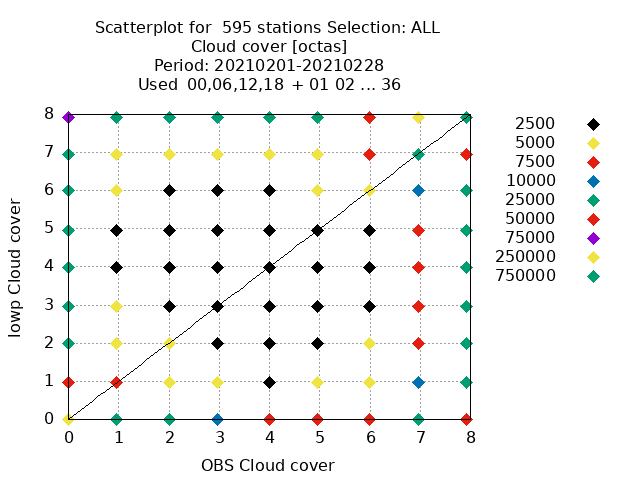 Scatterplot for  595 stations Selection: ALL
Cloud cover [octas]
Period: 20210201-20210228
Used  00,06,12,18  + 01 02 ... 36
8
7
6
5
4
3
2
1
0
0 1 2 3 4 5 6 7 8
Iowp Cloud cover
OBS Cloud cover
2500
5000
7500
10000
25000
50000
75000
250000
750000